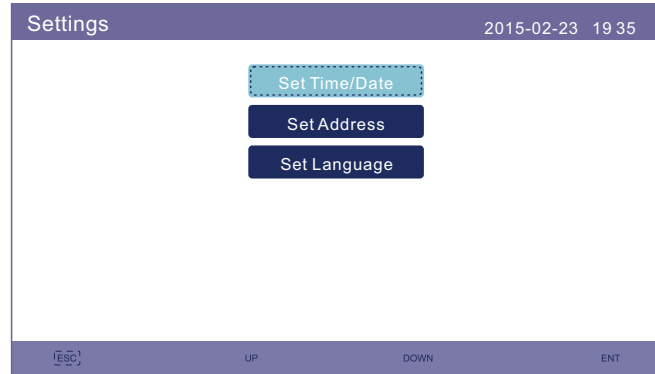 Settings 2015-02-23 19 35
Set Time/Date
Set Address
Set Language
ESC UP DOWN ENT